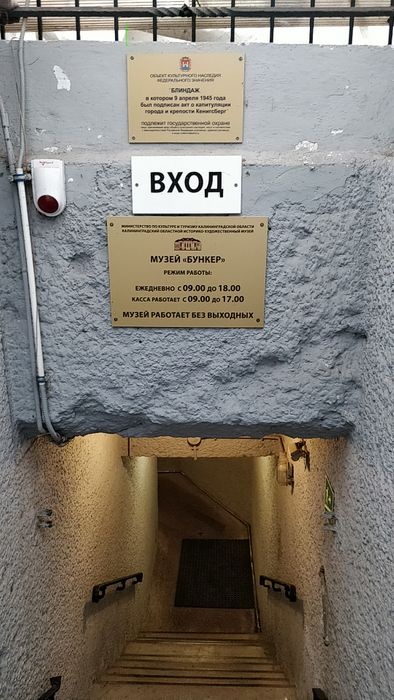 ОБЪЕКТ КУЛЬТУРНОГО НАСЛЕДИЯ
ФЕДЕРАЛЬНОГО ЗНАЧЕНИЯ
"БЛИНДАЖ,
в котором 9 апреля 1945 года
был подписан акт о капитуляции
города и крепости Кенигсберг"
подлежит государственной охране
ВХОД
МИНИСТЕРСТВО ПО КУЛЬТУРЕ И ТУРИЗМУ КАЛИНИНГРАДСКОЙ ОБЛАСТИ
КАЛИНИНГРАДСКИЙ ОБЛАСТНОЙ ИСТОРИКО-ХУДОЖЕСТВЕННЫЙ МУЗЕЙ
МУЗЕЙ «БУНКЕР»
РЕЖИМ РАБОТЫ:
ЕЖЕДНЕВНО С 09.00 ДО 18.00
КАССА РАБОТАЕТ С 09.00 ДО 17.00
МУЗЕЙ РАБОТАЕТ БЕЗ ВЫХОДНЫХ